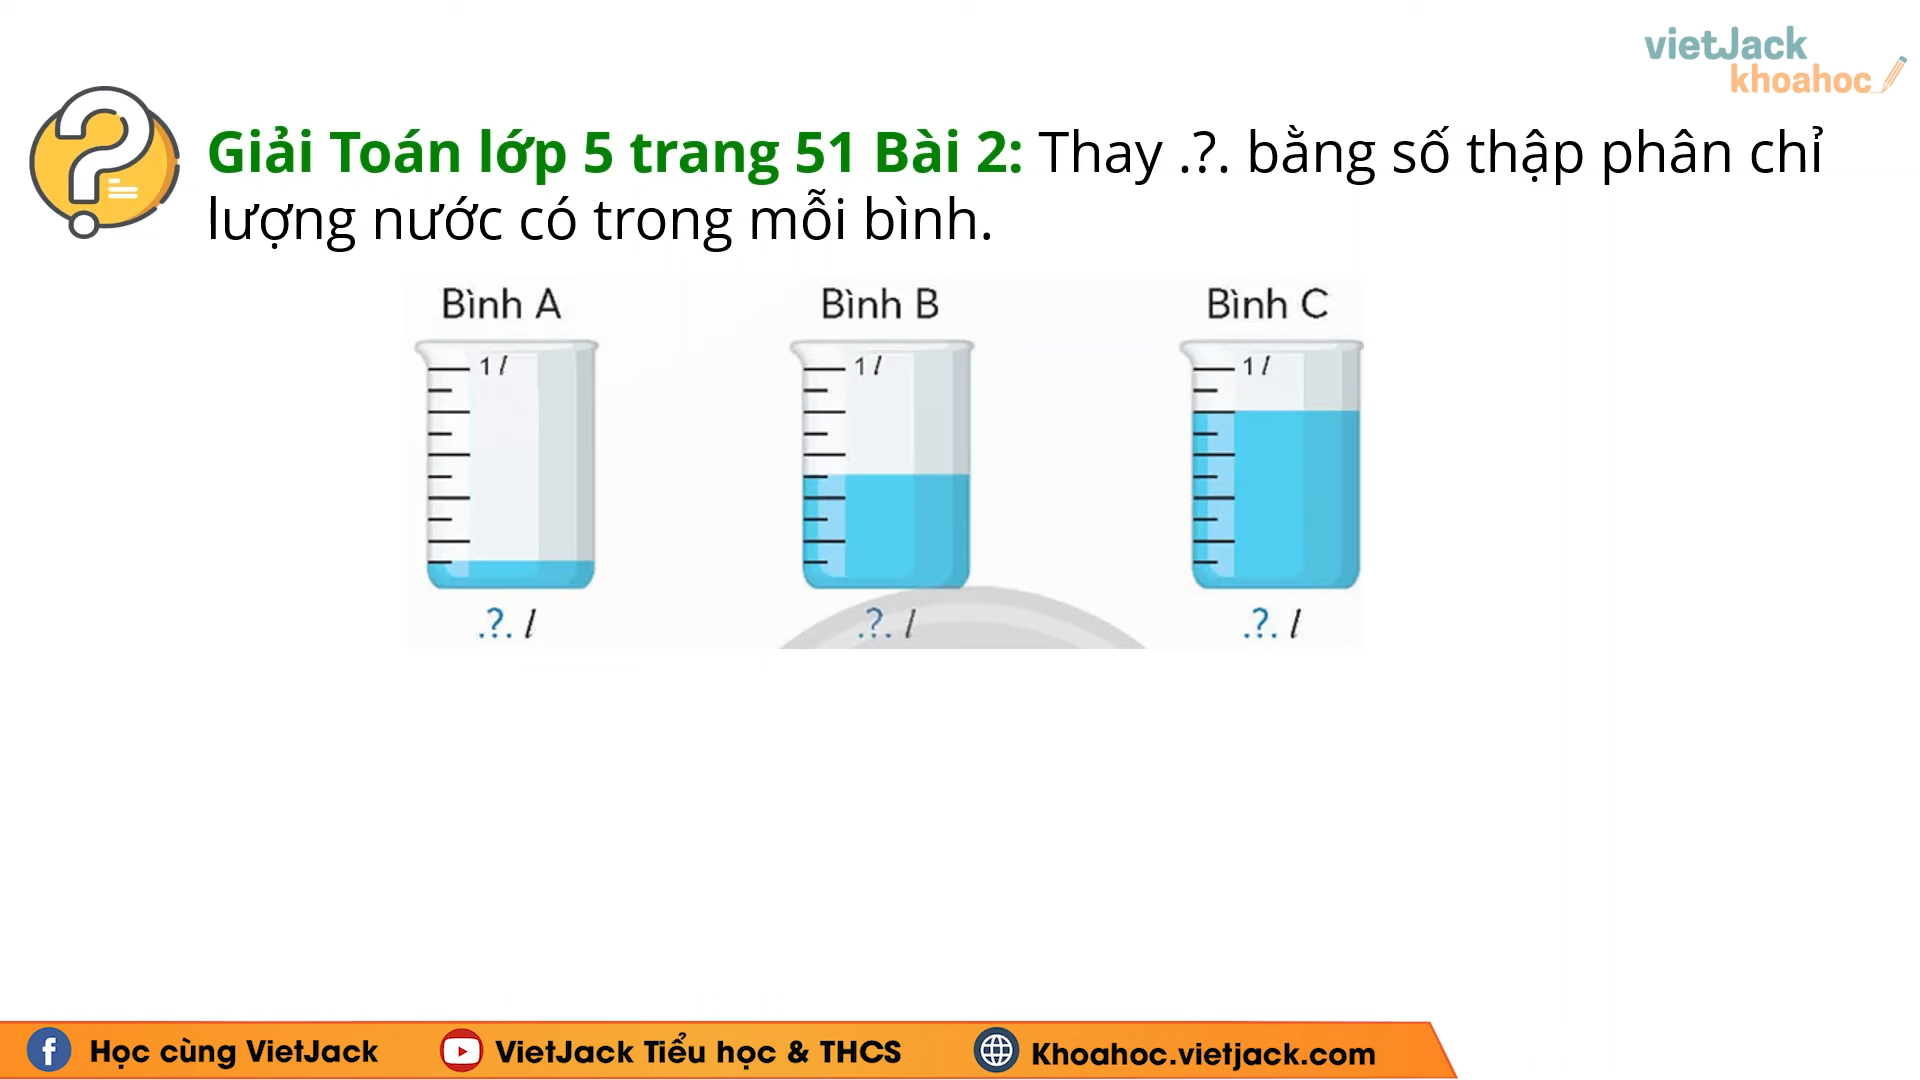 vietJack
khoahoc
Giải Toán lớp 5 trang 51 Bài 2: Thay .?. bằng số thập phân chỉ
lượng nước có trong mỗi bình.
Bình A Bình B Bình C
1 l 1 l 1 l
.?. l .?. l .?. l
f Học cùng VietJack VietJack Tiểu học & THCS Khoahoc.vietjack.com